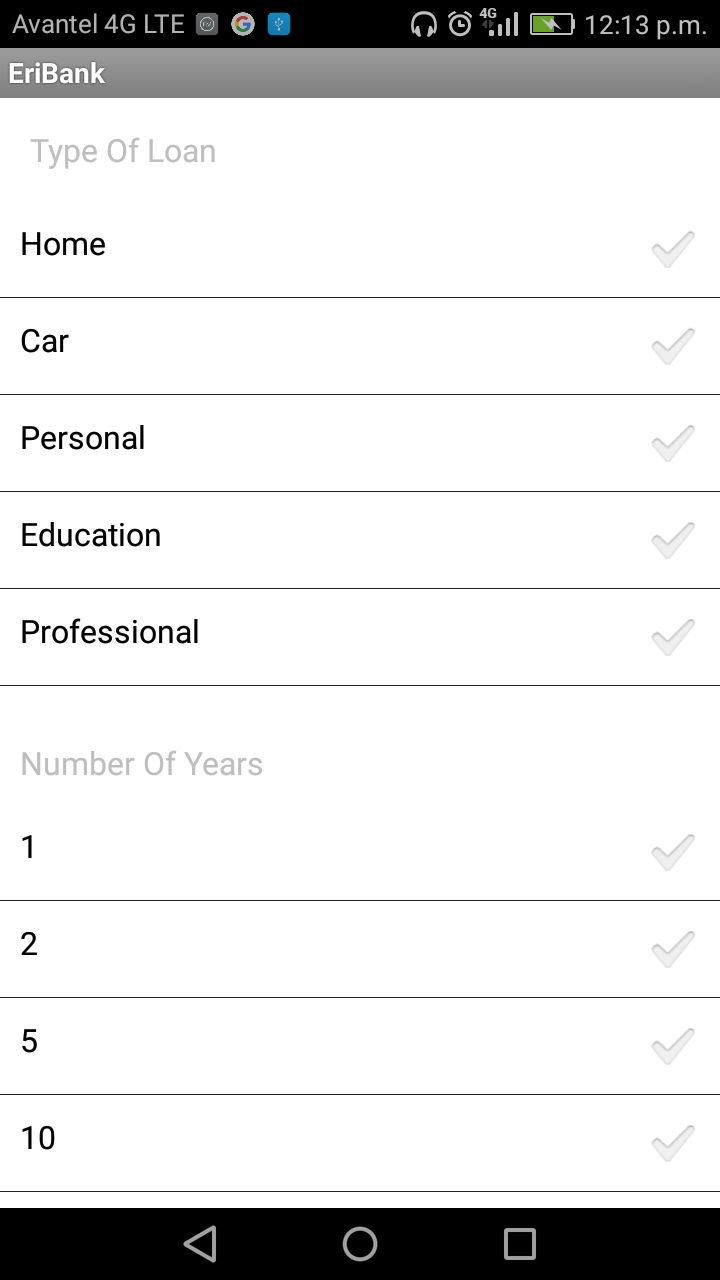 Avantel 4G LTE 4G 12:13 p.m.
EriBank
Type Of Loan
Home
Car
Personal
Education
Professional
Number Of Years
1
2
5
10